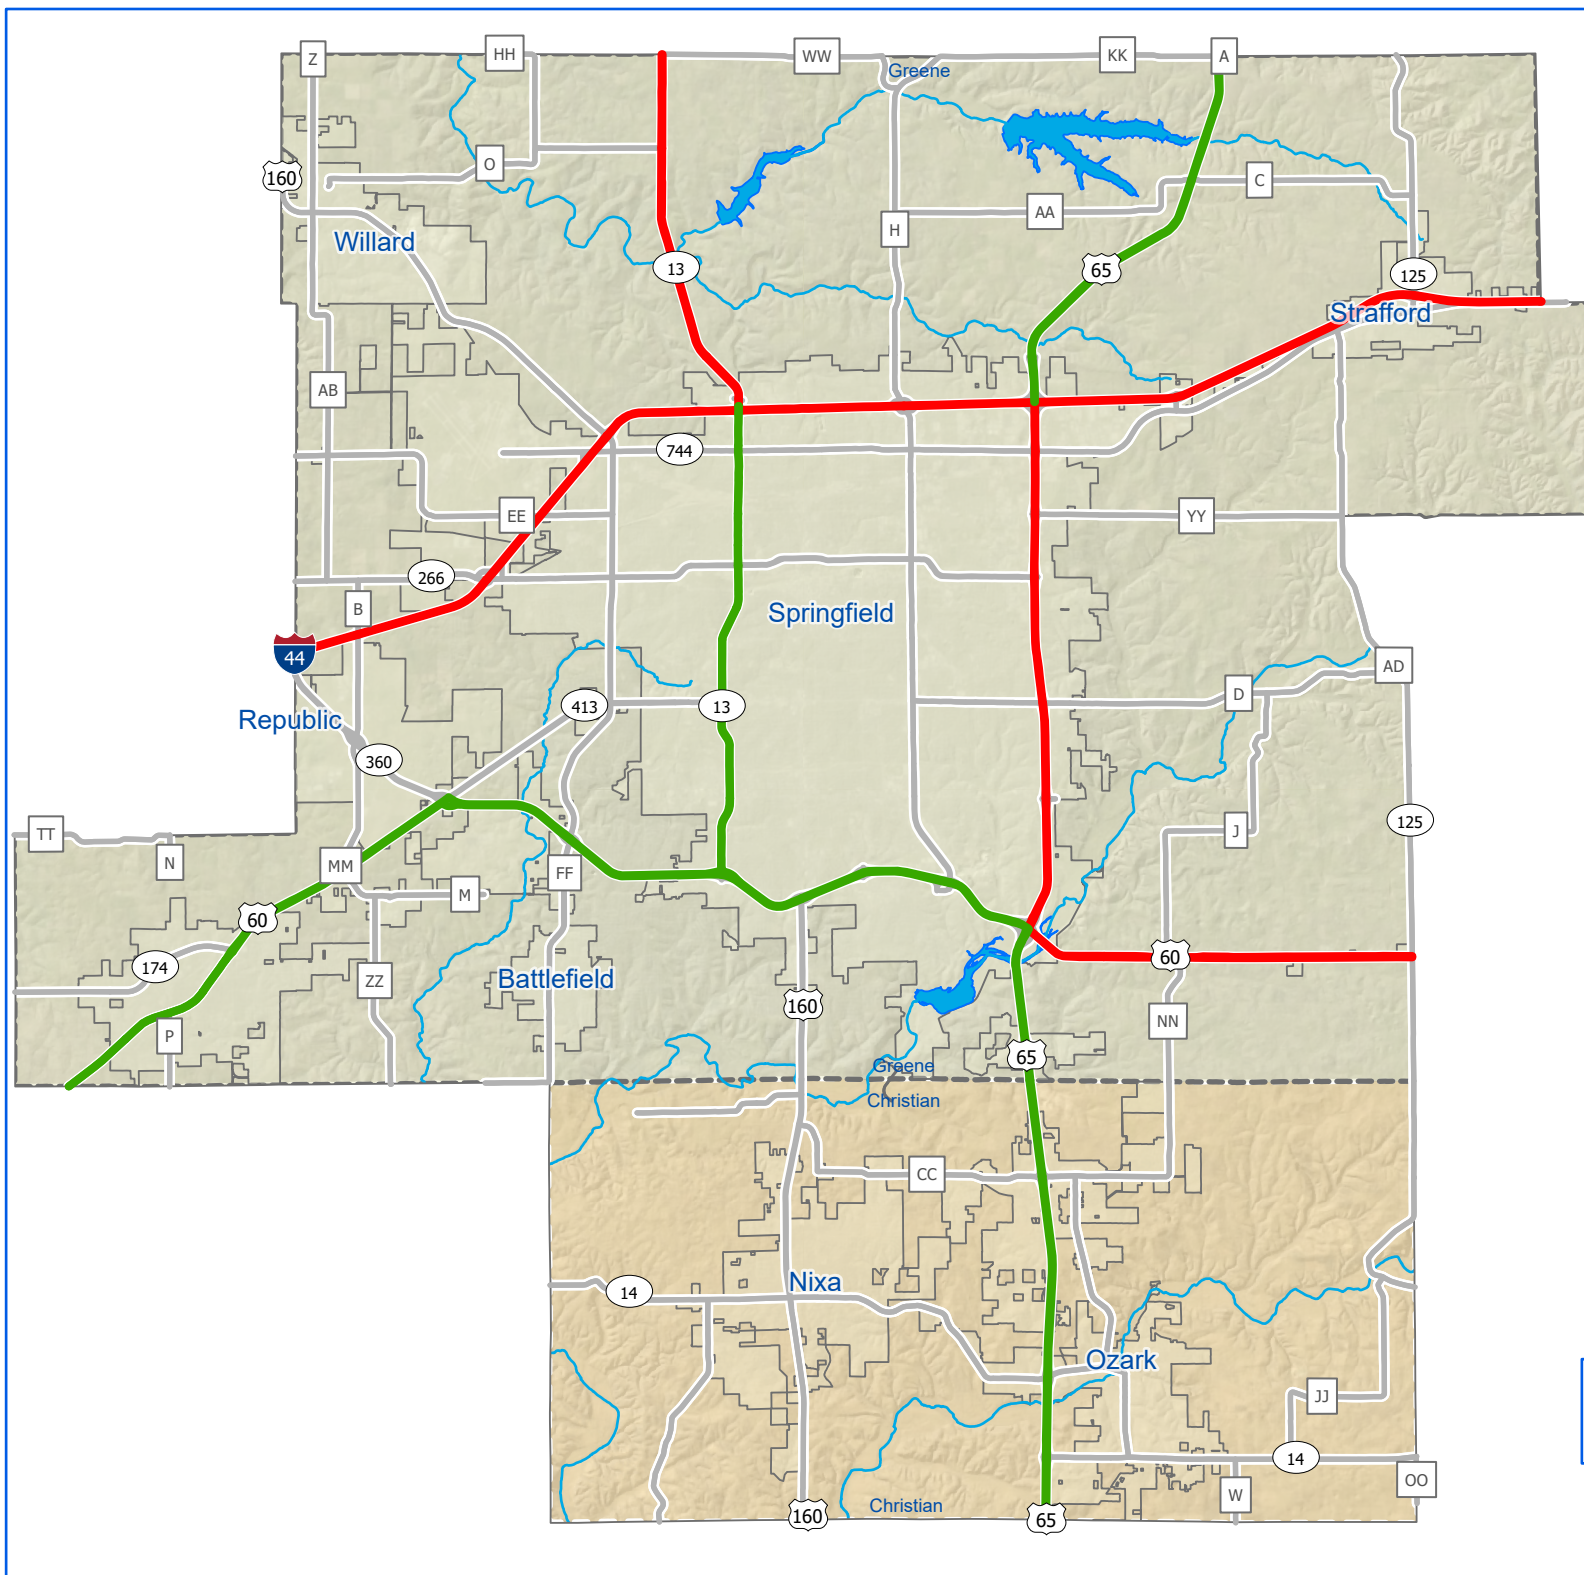 Z
HH
WW
KK
A
Greene
O
160
C
AA
H
Willard
13
65
125
Strafford
AB
744
EE
YY
266
B
Springfield
44
AD
D
413
13
Republic
360
125
TT
J
N
MM
FF
M
60
60
174
Battlefield
ZZ
160
NN
P
65
Greene
Christian
CC
Nixa
14
Ozark
JJ
14
OO
W
Christian
160
65